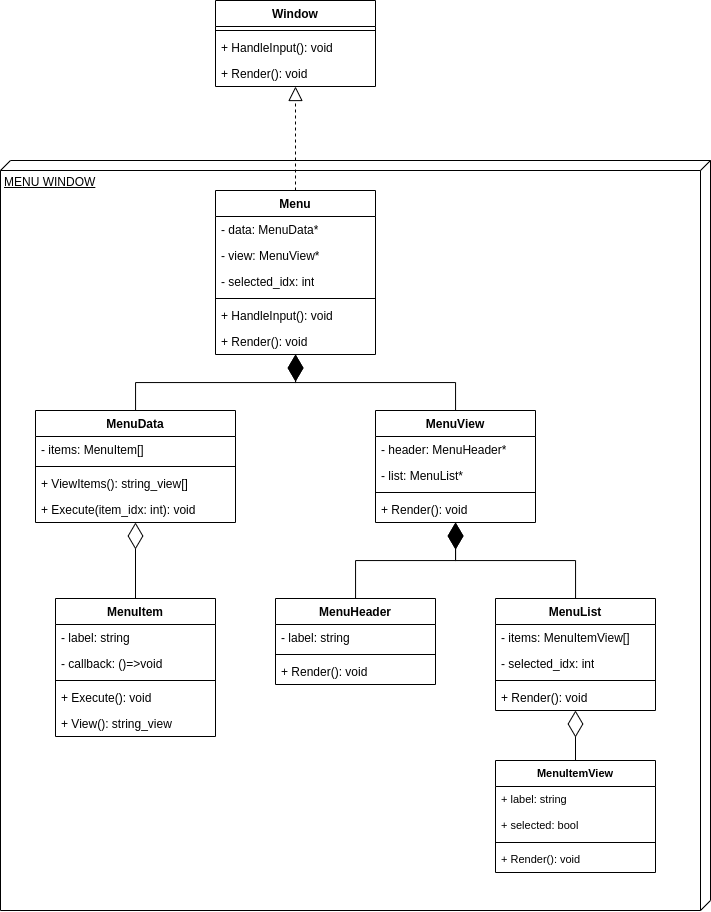 Window
+ HandleInput(): void
+ Render(): void
MENU WINDOW
Menu
- data: MenuData*
- view: MenuView*
- selected_idx: int
+ HandleInput(): void
+ Render(): void
MenuData
- items: MenuItem[]
+ ViewItems(): string_view[]
+ Execute(item_idx: int): void
MenuView
- header: MenuHeader*
- list: MenuList*
+ Render(): void
MenuItem
- label: string
- callback: ()=>void
+ Execute(): void
+ View(): string_view
MenuHeader
- label: string
+ Render(): void
MenuList
- items: MenuItemView[]
- selected_idx: int
+ Render(): void
MenuItemView
+ label: string
+ selected: bool
+ Render(): void